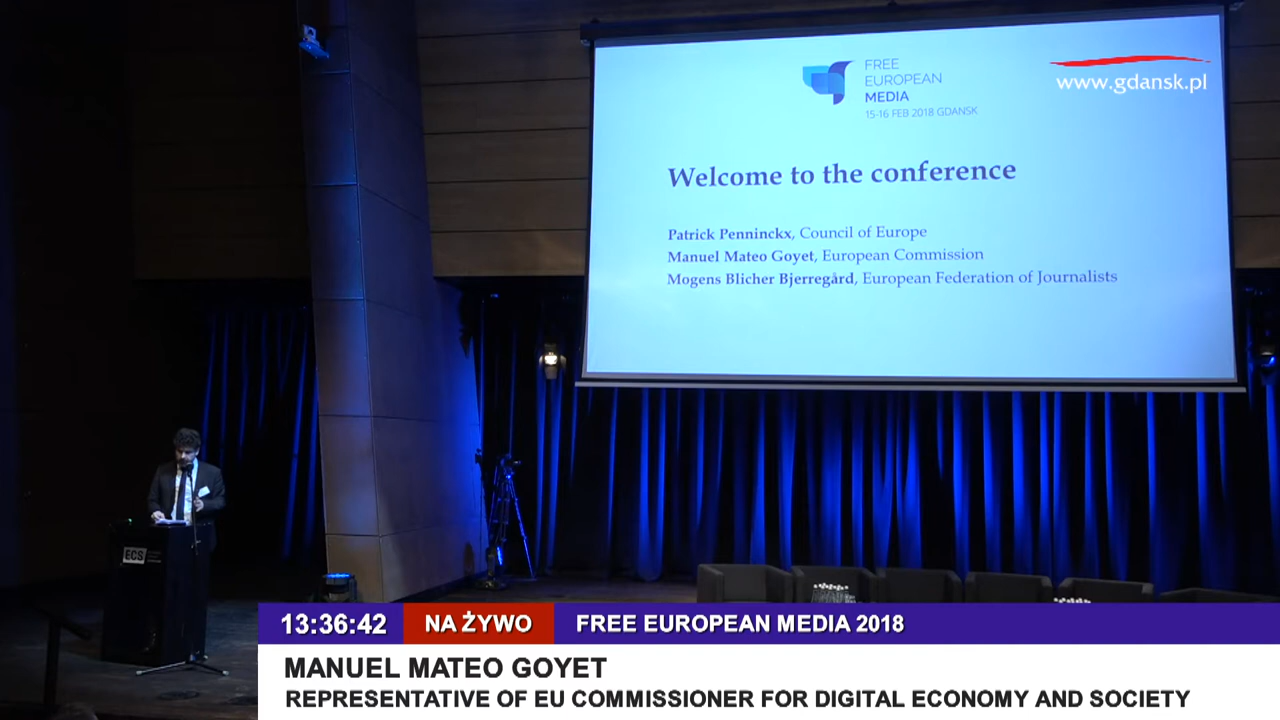 FREE
EUROPEAN
MEDIA
15-16 FEB 2018 GDANSK
www.gdansk.pl
Welcome to the conference
Patrick Penninckx, Council of Europe
Manuel Mateo Goyet, European Commission
Mogens Blicher Bjerregård, European Federation of Journalists
ECS
13:36:42 NA ŻYWO FREE EUROPEAN MEDIA 2018
MANUEL MATEO GOYET
REPRESENTATIVE OF EU COMMISSIONER FOR DIGITAL ECONOMY AND SOCIETY